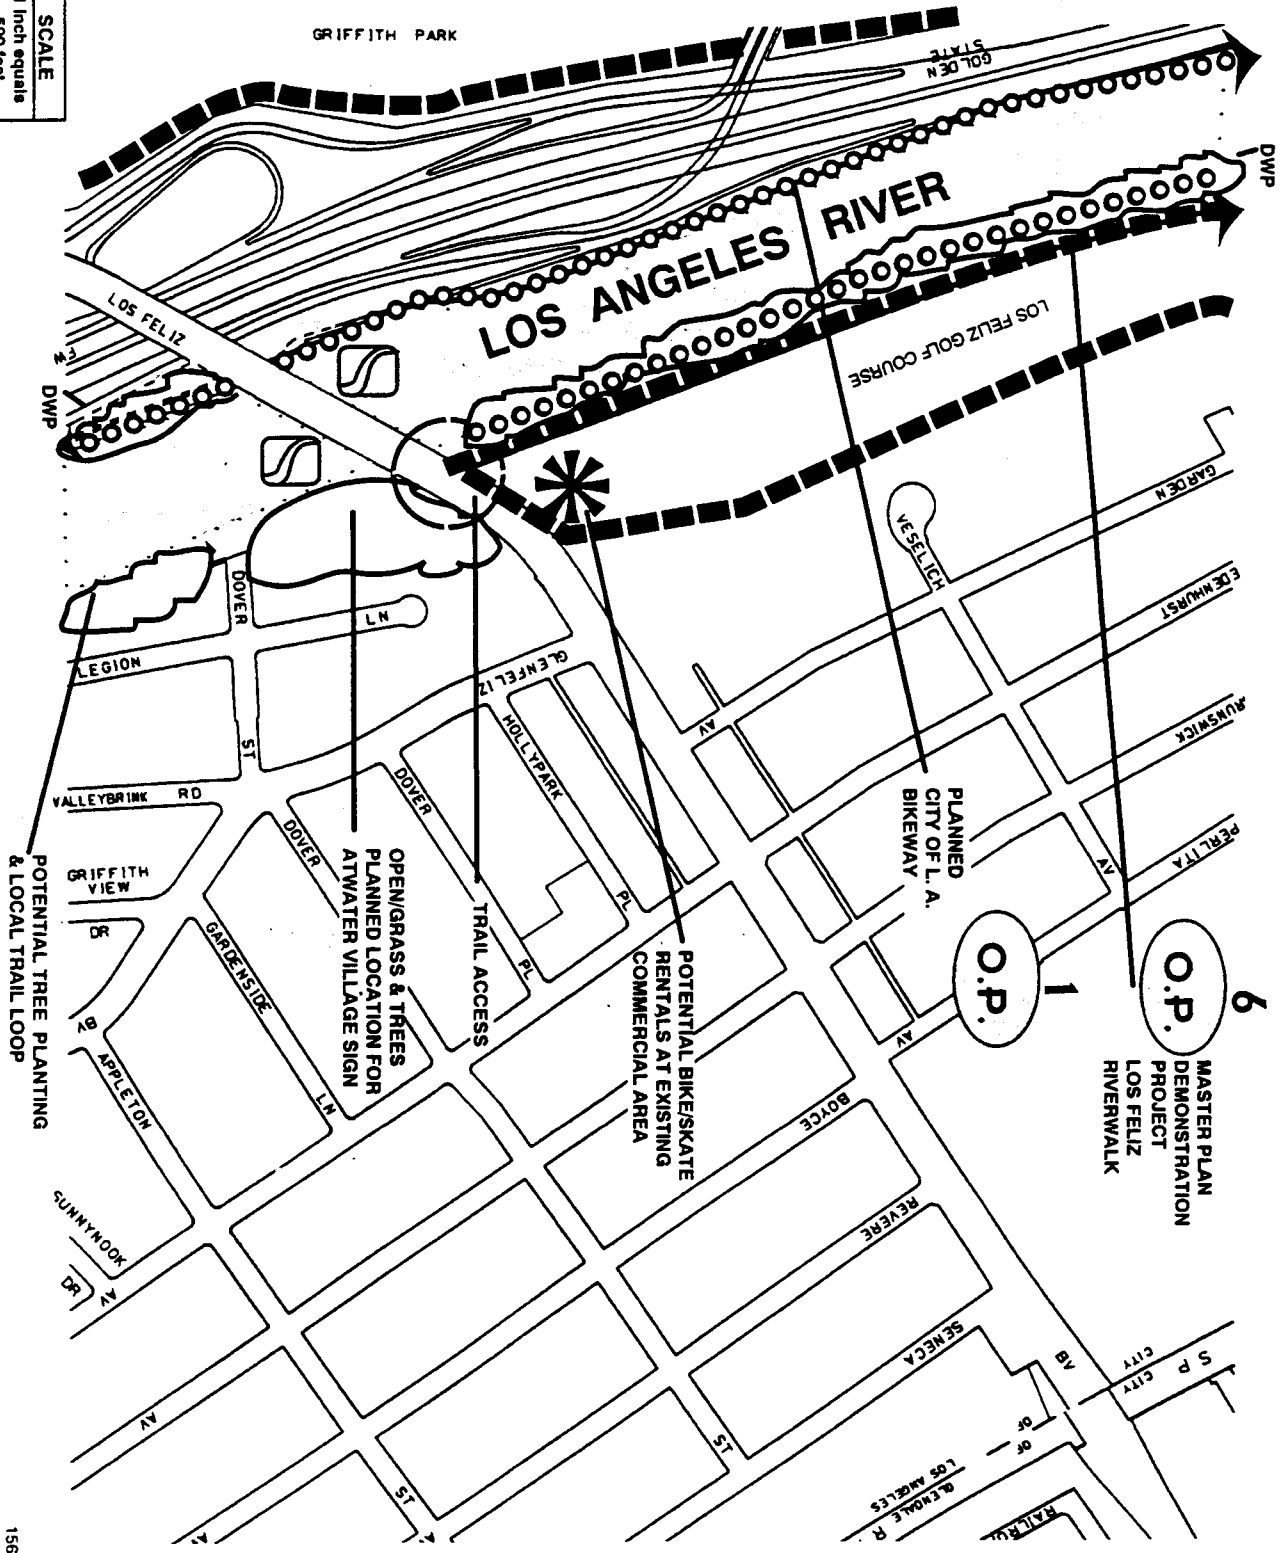 SCALE
1 inch equals
500 feet
GRIFFITH PARK
GOLDEN
STATE
DWP
LOS ANGELES RIVER
LOS FELIZ
FW
DWP
LOS FELIZ GOLF COURSE
VESELICH
GARDEN
EDENHURST
PERLITA
DOVER
LN
LEGION
ST
GLENFELIZ
HOLLYPARK
AV
AV
VALLEYBRINK RD
DOVER
DOVER
GRIFFITH
VIEW
DR
GARDENSIDE
PL
PL
AV
BV
APPLETON
LN
BOYCE
REVERE
SENECA
SUNNYNOOK
DR
AV
AV
ST
ST
BV
CITY
CITY
S P
OF
OF
GLENDALE
LOS ANGELES
R
PLANNED
CITY OF L. A.
BIKEWAY
O.P.
1
O.P.
6
MASTER PLAN
DEMONSTRATION
PROJECT
LOS FELIZ
RIVERWALK
POTENTIAL BIKE/SKATE
RENTALS AT EXISTING
COMMERCIAL AREA
TRAIL ACCESS
OPEN/GRASS & TREES
PLANNED LOCATION FOR
ATWATER VILLAGE SIGN
POTENTIAL TREE PLANTING
& LOCAL TRAIL LOOP
156